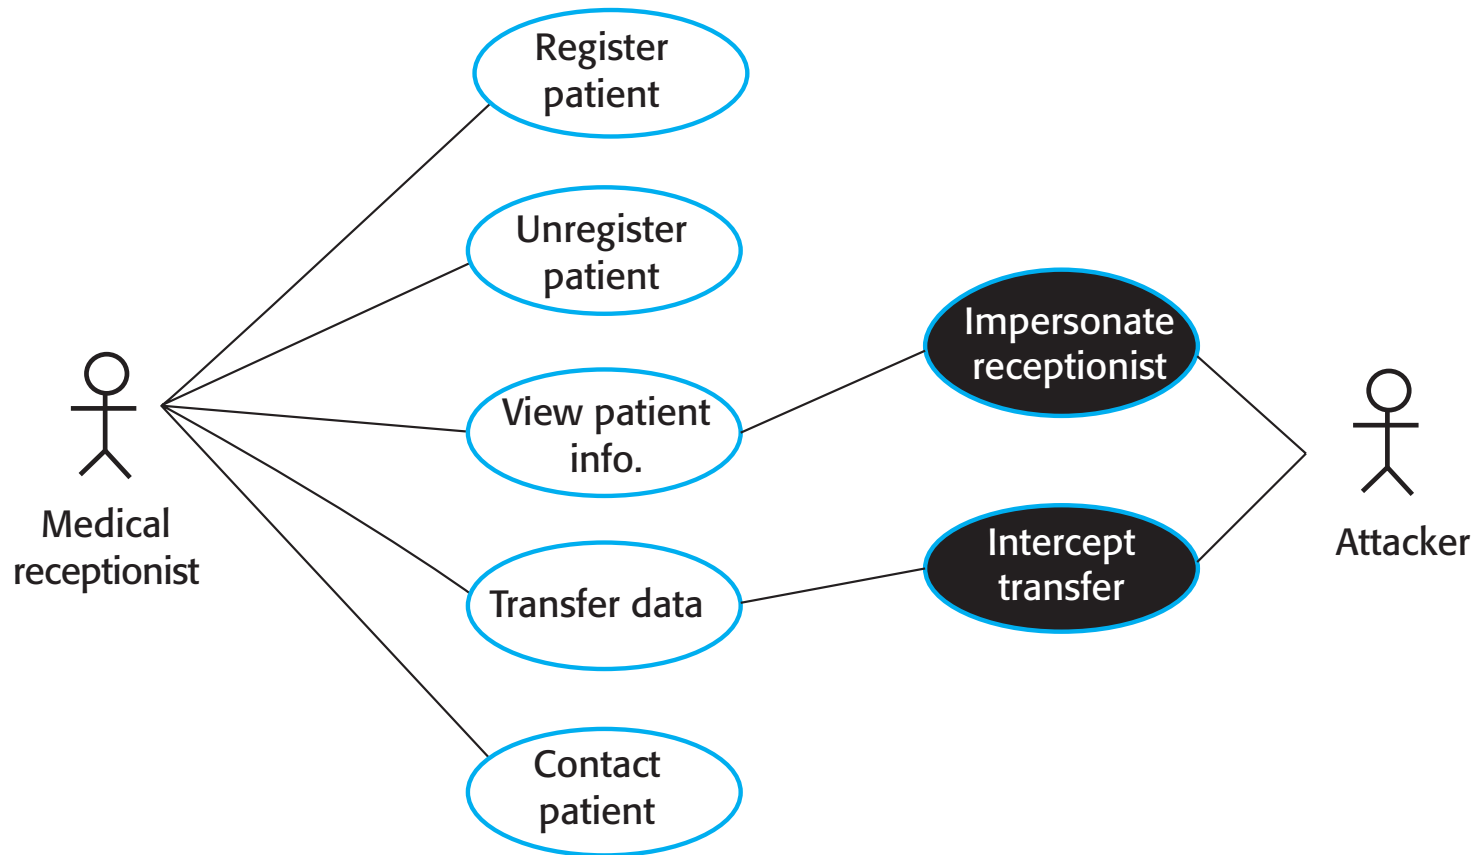 Register
patient
Unregister
patient
View patient
info.
Transfer data
Contact
patient
Medical
receptionist
Impersonate
receptionist
Intercept
transfer
Attacker